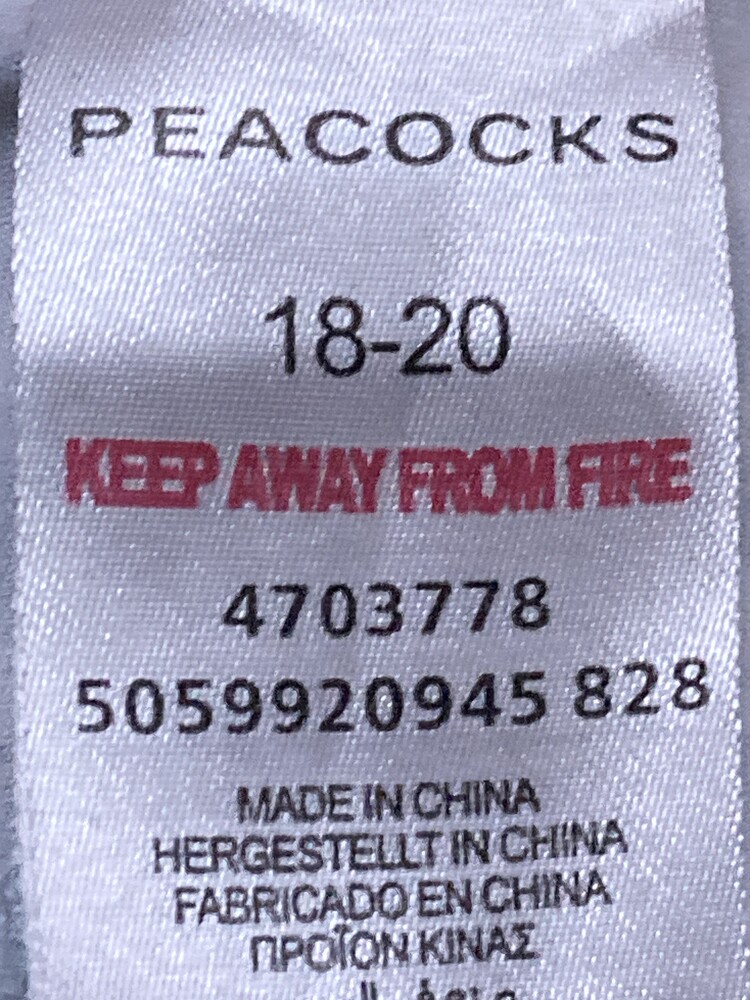 PEACOCKS
18-20
KEEP AWAY FROM FIRE
4703778
5059920945 828
MADE IN CHINA
HERGESTELLT IN CHINA
FABRICADO EN CHINA
ΠΡΟΪΟΝ ΚΙΝΑΣ